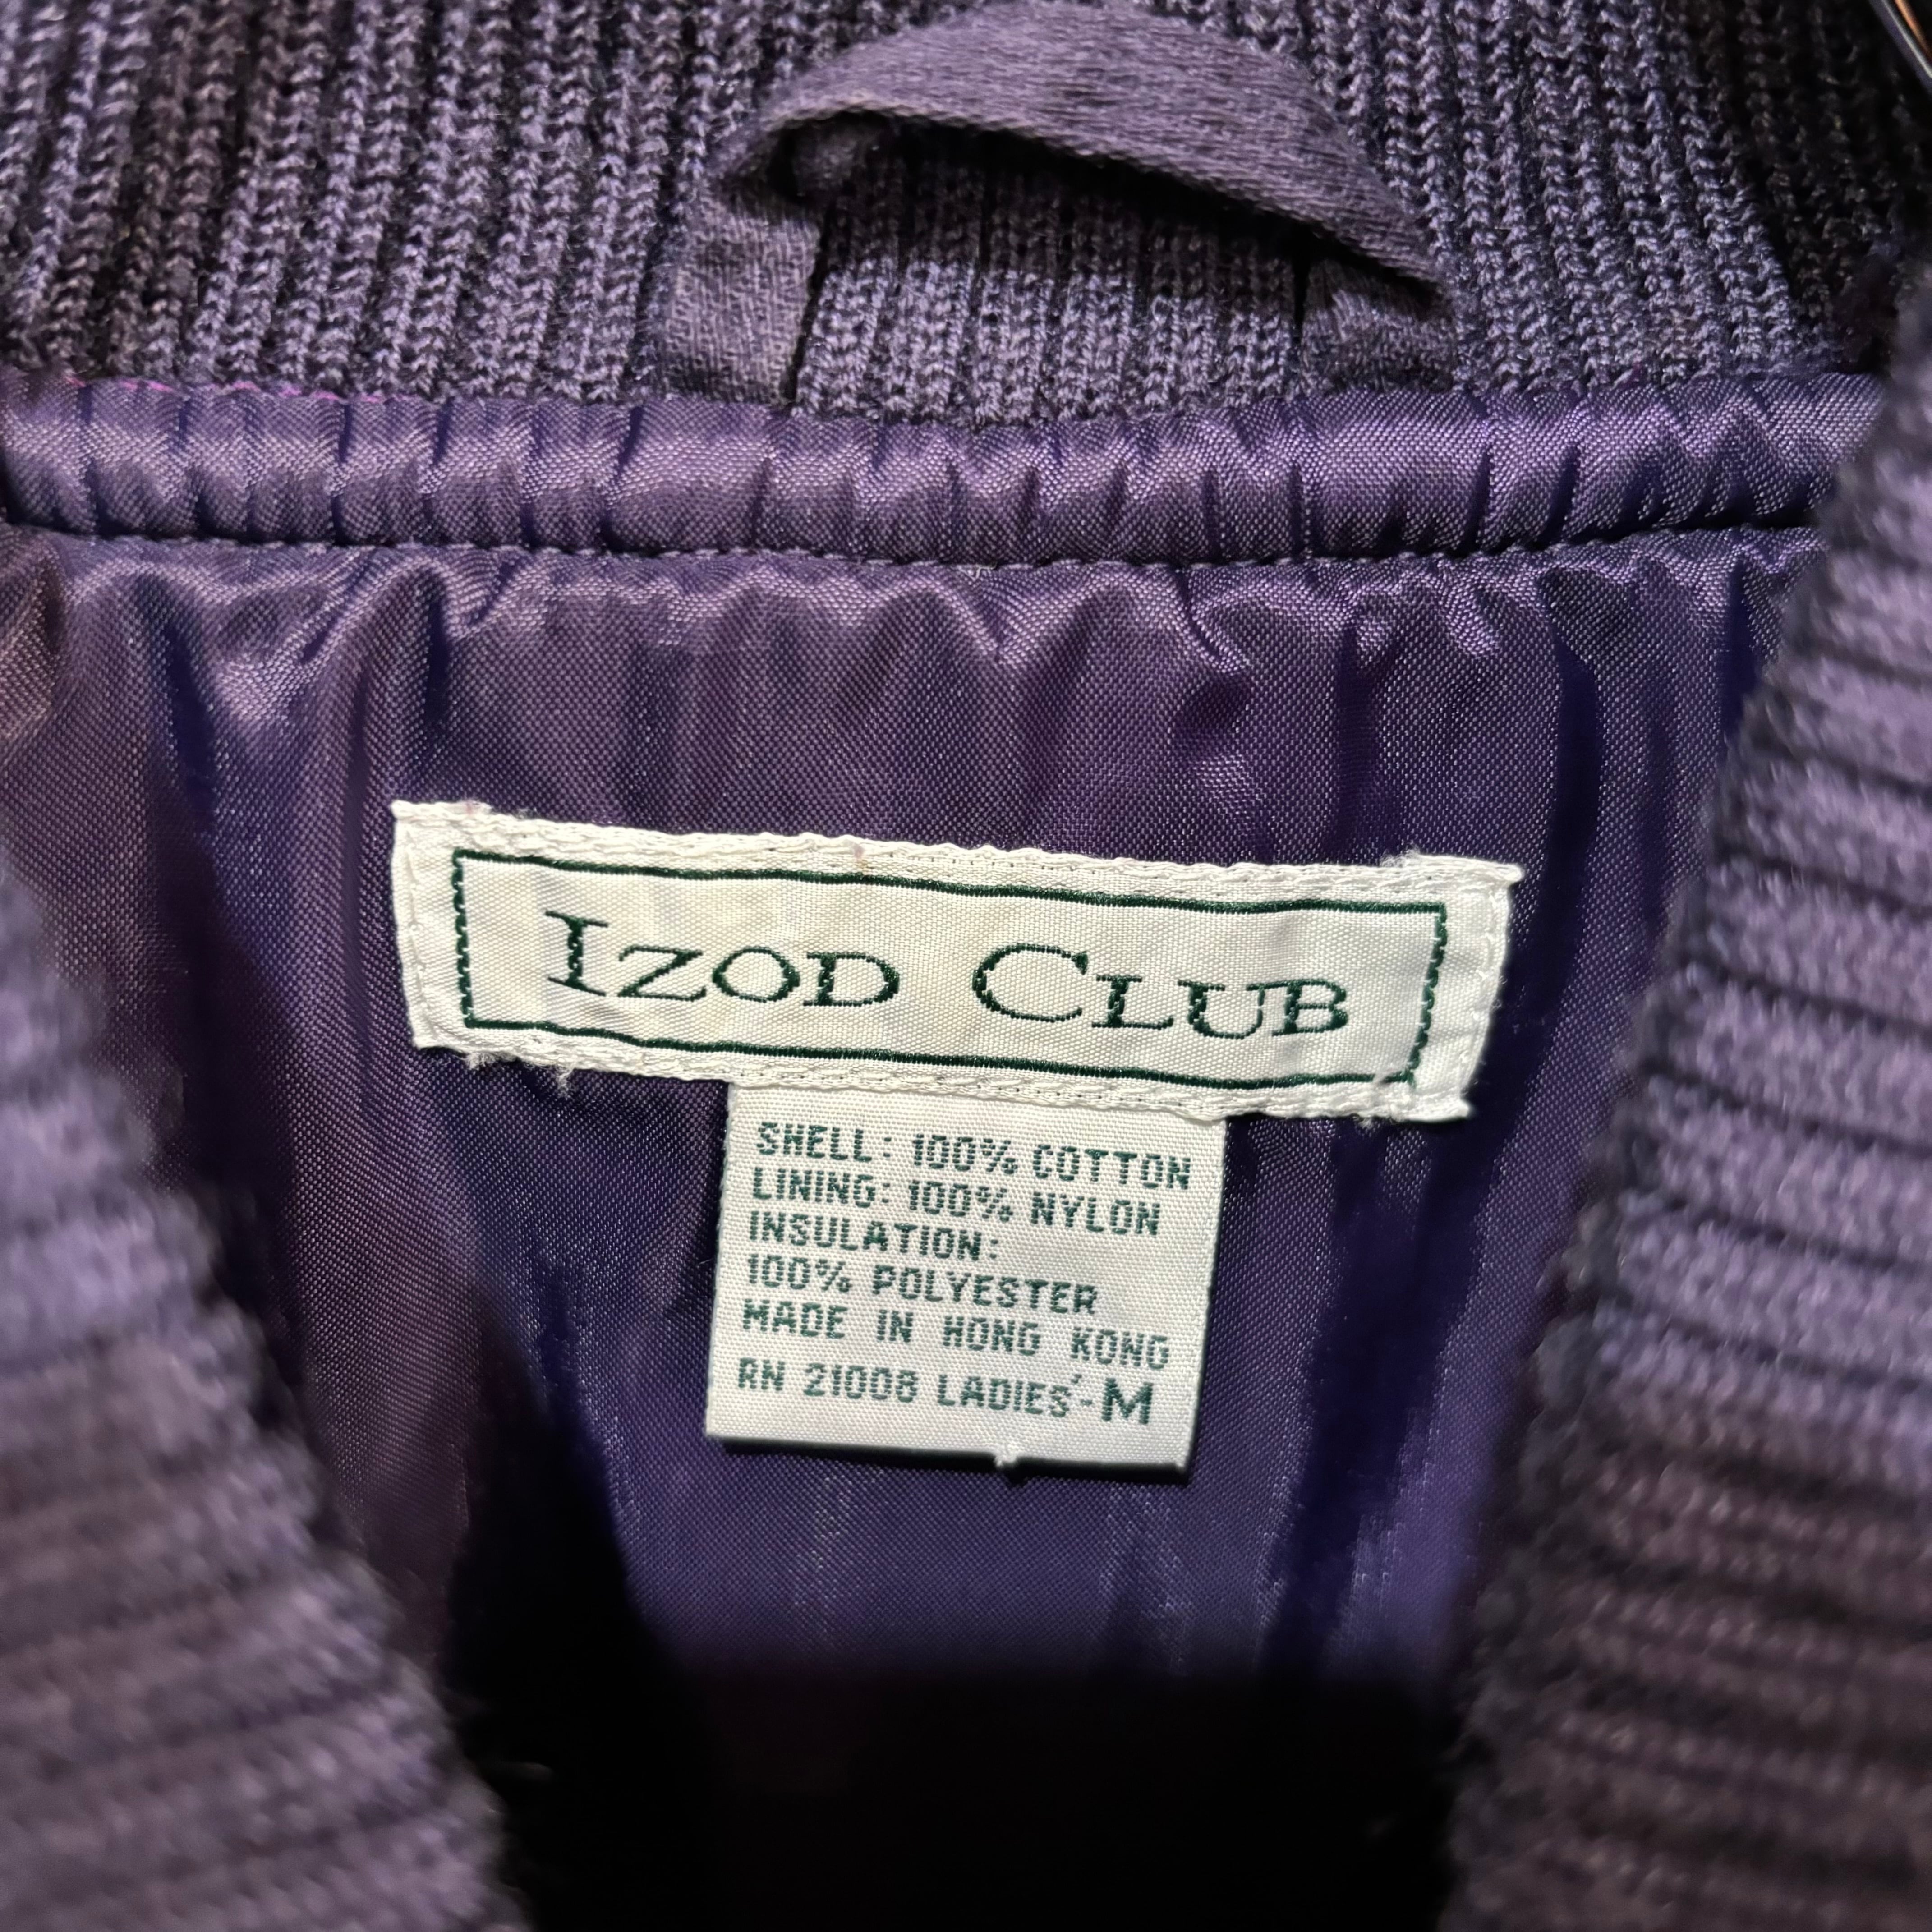 IZOD CLUB
SHELL: 100% COTTON
LINING: 100% NYLON
INSULATION:
100% POLYESTER
MADE IN HONG KONG
RN 21008 LADIES'-M